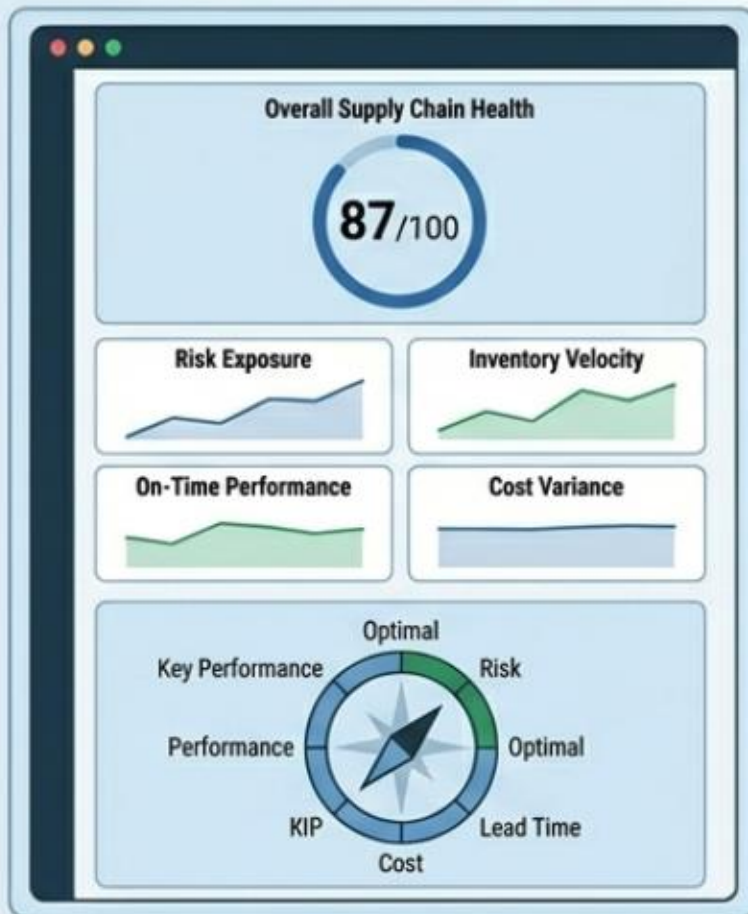 Overall Supply Chain Health
87/100
Risk Exposure
Inventory Velocity
On-Time Performance
Cost Variance
Optimal
Key Performance
Risk
Performance
Optimal
KIP
Lead Time
Cost